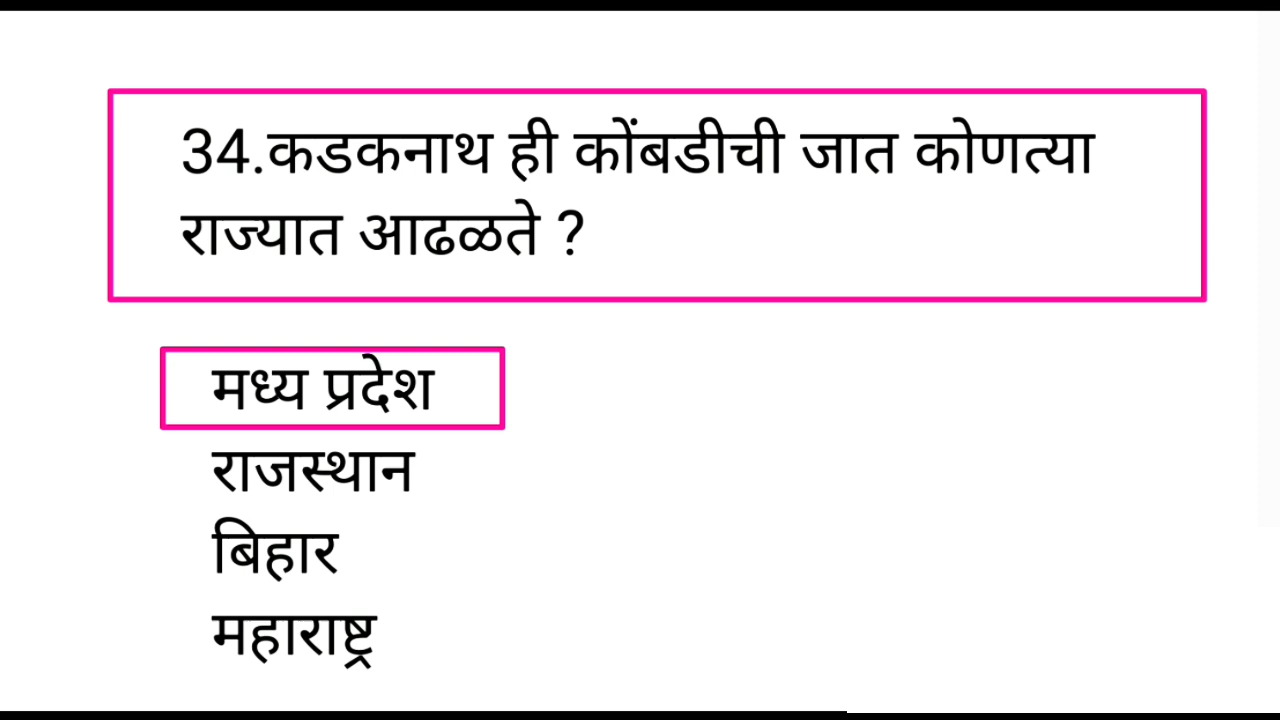 34.कडकनाथ ही कोंबडीची जात कोणत्या
राज्यात आढळते ?
मध्य प्रदेश
राजस्थान
बिहार
महाराष्ट्र